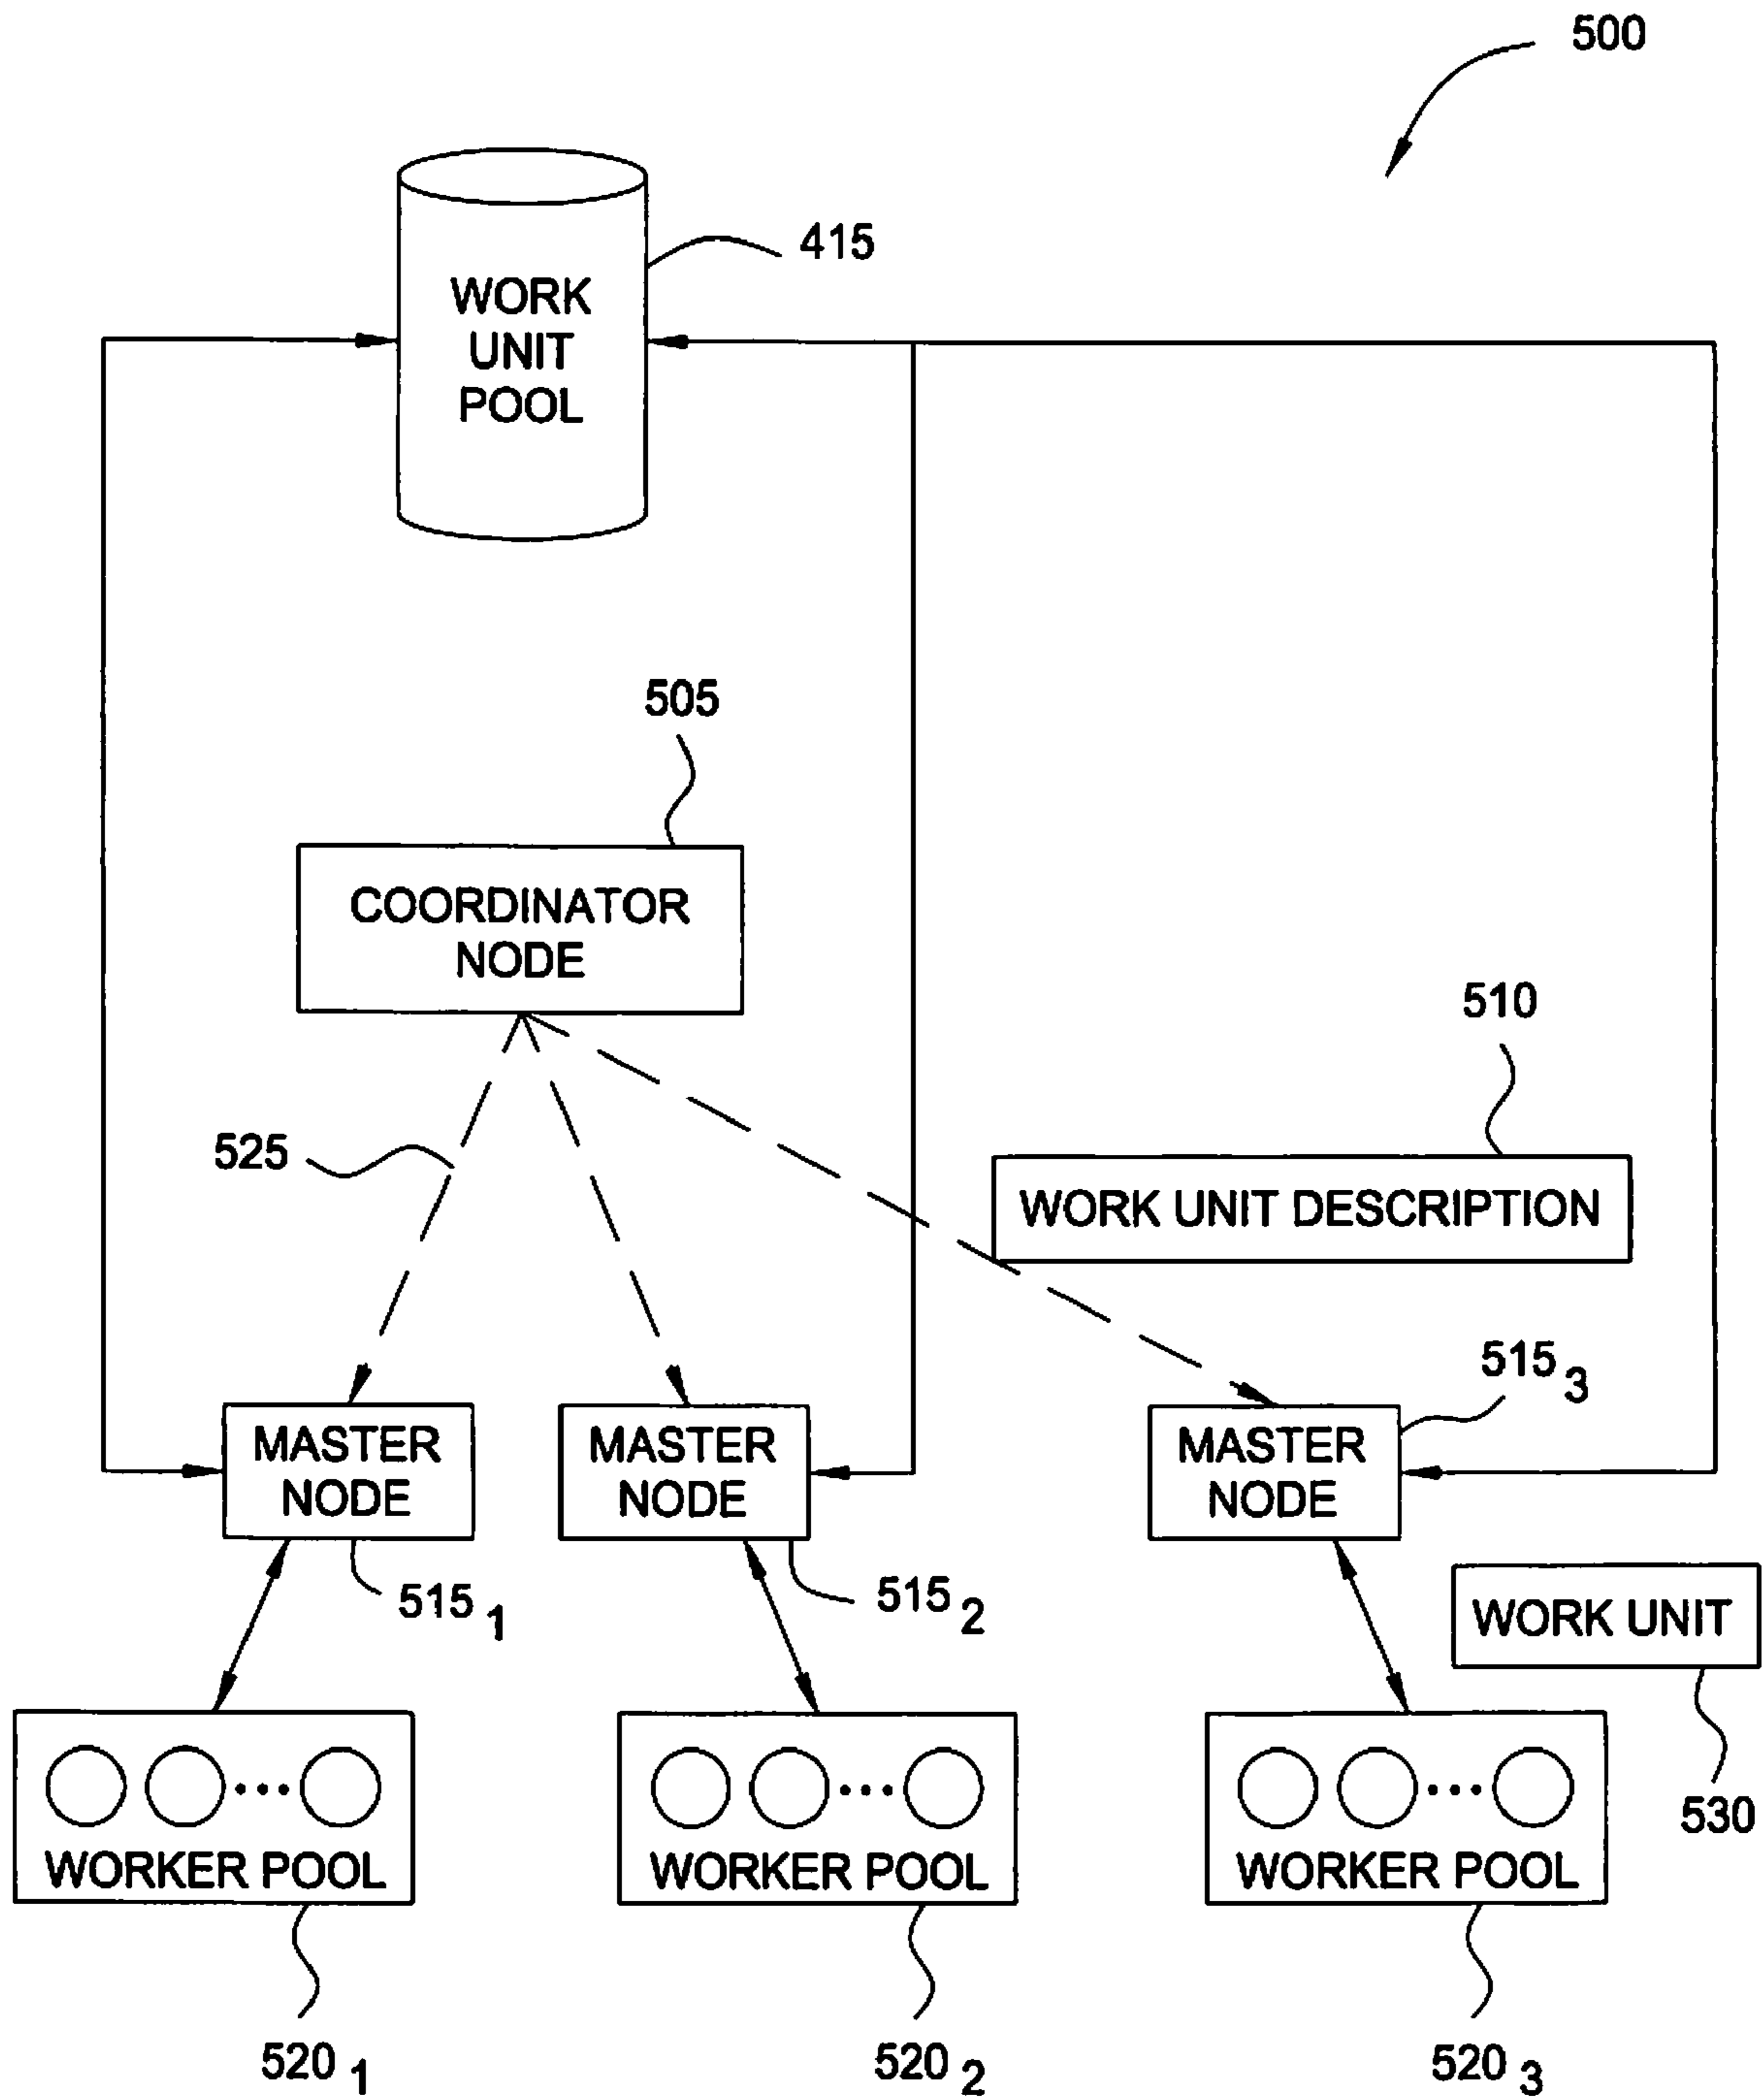 500
415
WORK
UNIT
POOL
505
COORDINATOR
NODE
510
525
WORK UNIT DESCRIPTION
515 3
MASTER
NODE
MASTER
NODE
MASTER
NODE
515 1
515 2
WORK UNIT
530
WORKER POOL
WORKER POOL
WORKER POOL
520 1
520 2
520 3